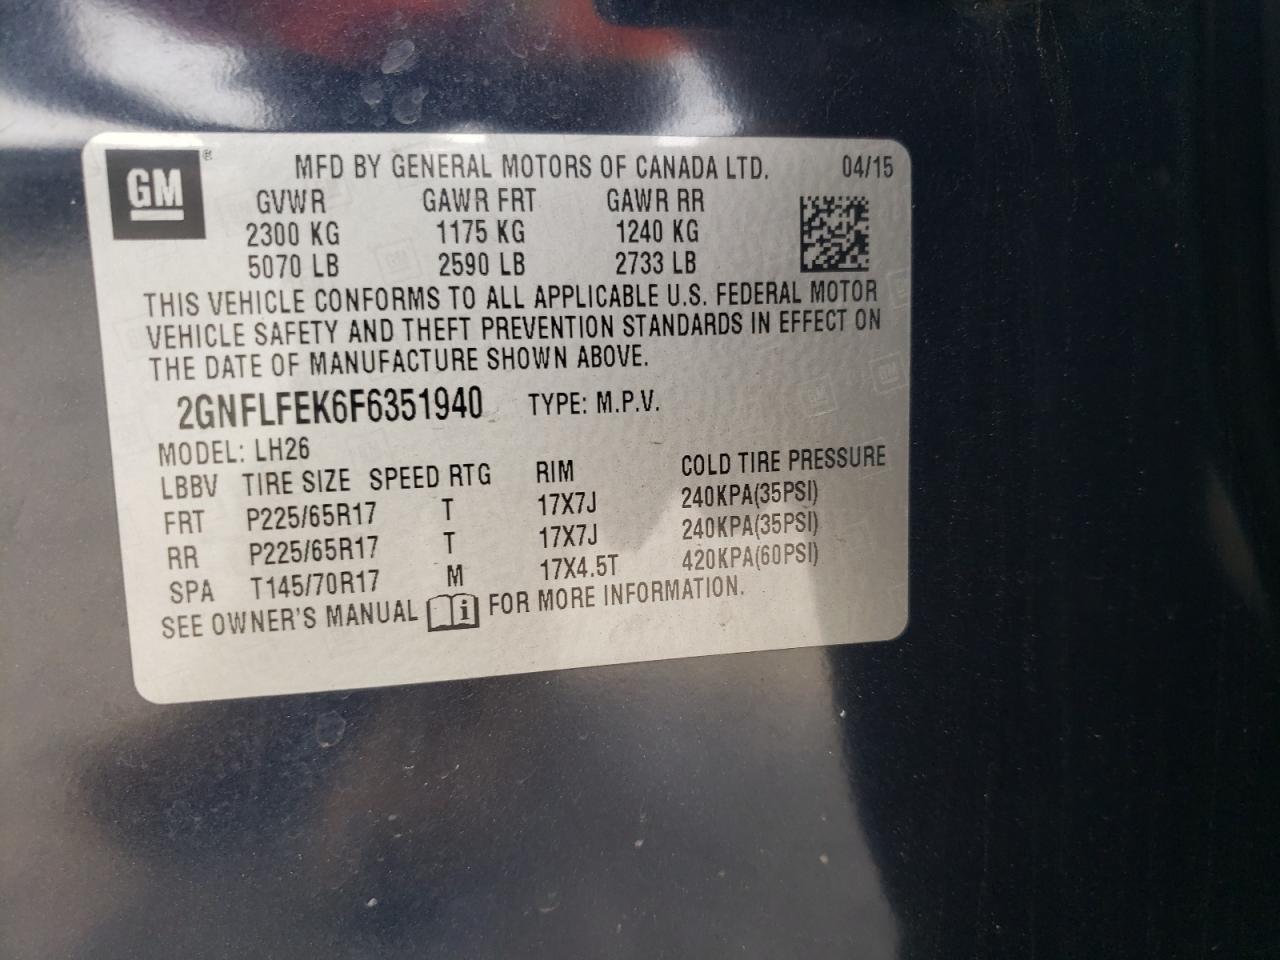 GM ® MFD BY GENERAL MOTORS OF CANADA LTD. 04/15
GVWR GAWR FRT GAWR RR
2300 KG 1175 KG 1240 KG
5070 LB 2590 LB 2733 LB
THIS VEHICLE CONFORMS TO ALL APPLICABLE U.S. FEDERAL MOTOR
VEHICLE SAFETY AND THEFT PREVENTION STANDARDS IN EFFECT ON
THE DATE OF MANUFACTURE SHOWN ABOVE.
2GNFLFEK6F6351940 TYPE: M.P.V.
MODEL: LH26
LBBV TIRE SIZE SPEED RTG RIM COLD TIRE PRESSURE
FRT P225/65R17 T 17X7J 240KPA(35PSI)
RR P225/65R17 T 17X7J 240KPA(35PSI)
SPA T145/70R17 M 17X4.5T 420KPA(60PSI)
SEE OWNER'S MANUAL i FOR MORE INFORMATION.